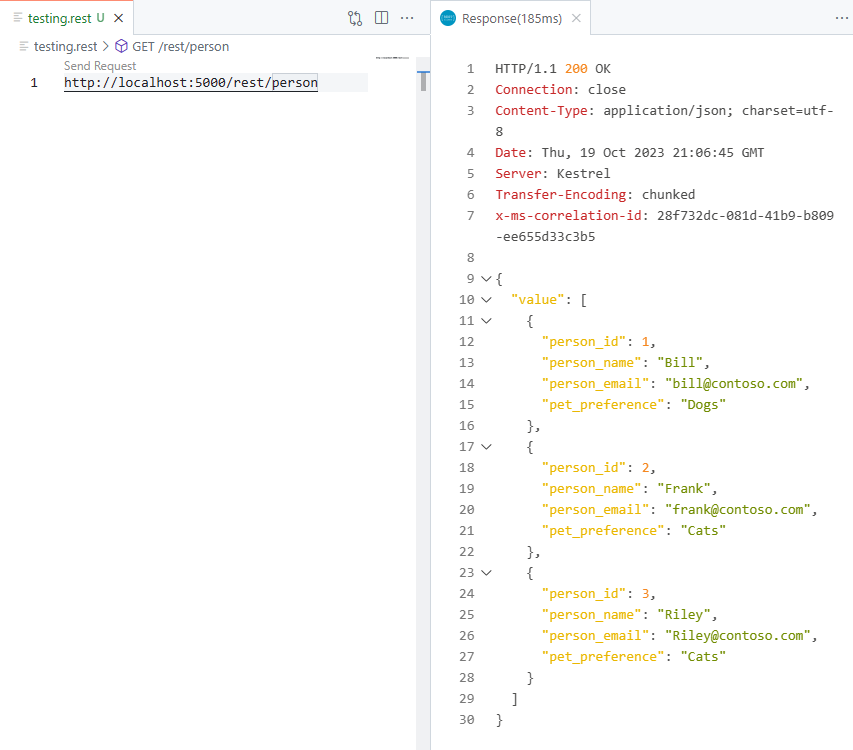 testing.rest U
testing.rest > GET /rest/person
Send Request
1 http://localhost:5000/rest/person
Response(185ms)
1 HTTP/1.1 200 OK
2 Connection: close
3 Content-Type: application/json; charset=utf-
8
4 Date: Thu, 19 Oct 2023 21:06:45 GMT
5 Server: Kestrel
6 Transfer-Encoding: chunked
7 x-ms-correlation-id: 28f732dc-081d-41b9-b809
-ee655d33c3b5
8
9 {
10 "value": [
11 {
12 "person_id": 1,
13 "person_name": "Bill",
14 "person_email": "bill@contoso.com",
15 "pet_preference": "Dogs"
16 },
17 {
18 "person_id": 2,
19 "person_name": "Frank",
20 "person_email": "frank@contoso.com",
21 "pet_preference": "Cats"
22 },
23 {
24 "person_id": 3,
25 "person_name": "Riley",
26 "person_email": "Riley@contoso.com",
27 "pet_preference": "Cats"
28 }
29 ]
30 }